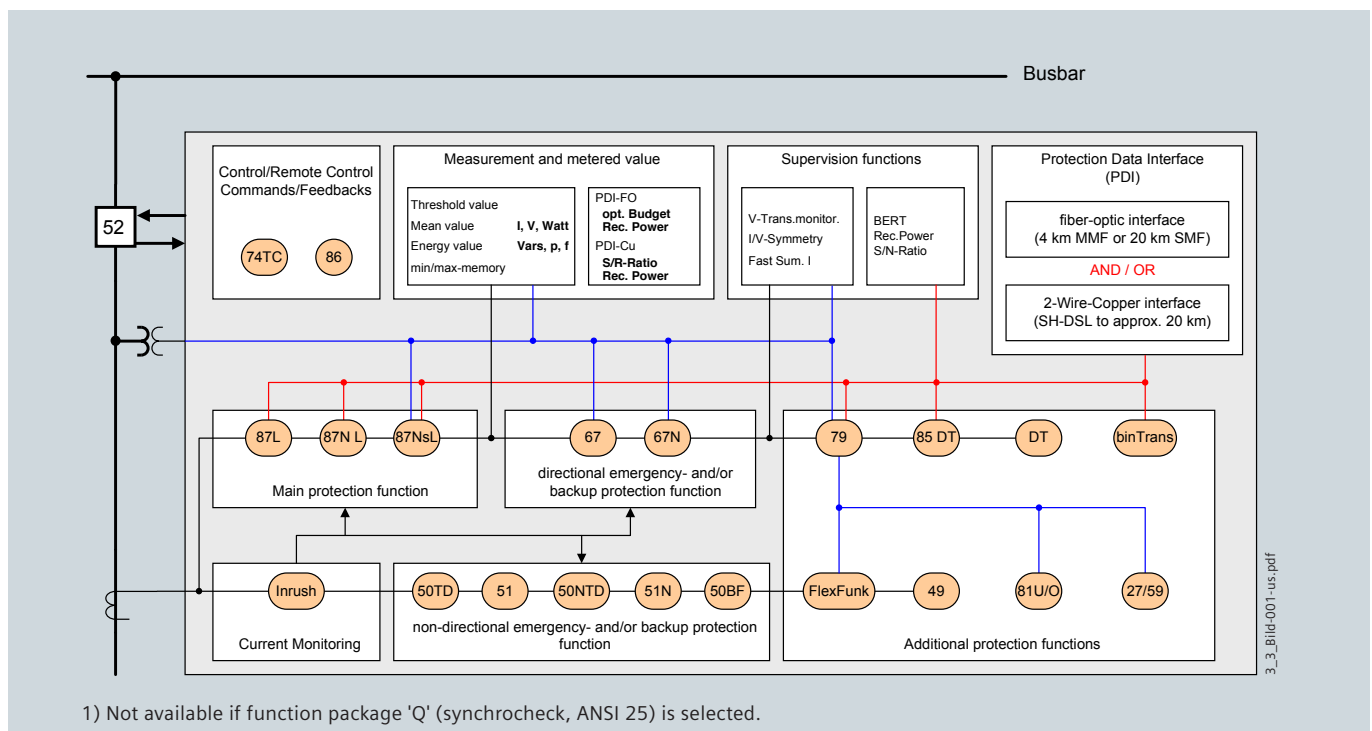 Busbar
52
Control/Remote Control
Commands/Feedbacks
74TC
86
Measurement and metered value
Threshold value
Mean value I, V, Watt
Energy value Vars, p, f
min/max-memory
PDI-FO
opt. Budget
Rec. Power
PDI-Cu
S/R-Ratio
Rec. Power
Supervision functions
V-Trans.monitor.
I/V-Symmetry
Fast Sum. I
BERT
Rec.Power
S/N-Ratio
Protection Data Interface
(PDI)
fiber-optic interface
(4 km MMF or 20 km SMF)
AND / OR
2-Wire-Copper interface
(SH-DSL to approx. 20 km)
87L
87N L
87NsL
Main protection function
67
67N
directional emergency- and/or
backup protection function
79
85 DT
DT
binTrans
Inrush
Current Monitoring
50TD
51
50NTD
51N
50BF
non-directional emergency- and/or backup protection
function
FlexFunk
49
81U/O
27/59
Additional protection functions
3_3_Bild-001-us.pdf
1) Not available if function package 'Q' (synchrocheck, ANSI 25) is selected.